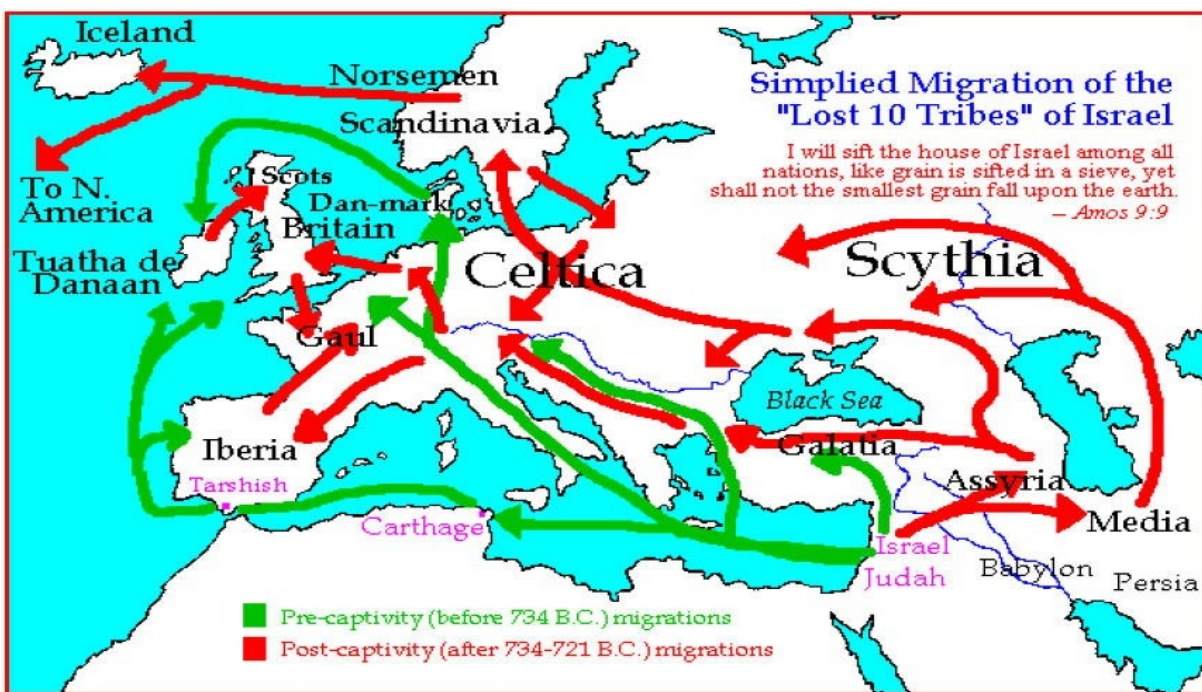 Iceland
Norsemen
Scandinavia
Simplied Migration of the
"Lost 10 Tribes" of Israel
I will sift the house of Israel among all
nations, like grain is sifted in a sieve, yet
shall not the smallest grain fall upon the earth.
– Amos 9:9
To N.
America
Scots
Dan-mark
Britain
Tuatha de
Danaan
Celtica
Scythia
Gaul
Black Sea
Iberia
Galatia
Tarshish
Assyria
Carthage
Media
Israel
Judah
Babylon
Persia
Pre-captivity (before 734 B.C.) migrations
Post-captivity (after 734-721 B.C.) migrations